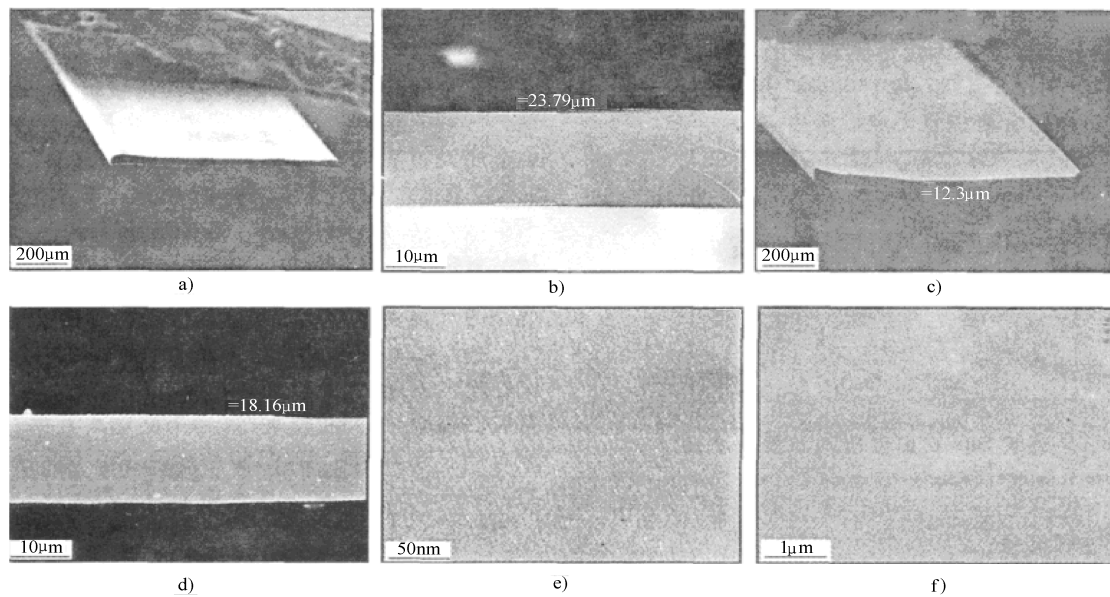 =23.79μm
200μm
10μm
=12.3μm
200μm
a)
b)
c)
=18.16μm
10μm
50nm
1μm
d)
e)
f)